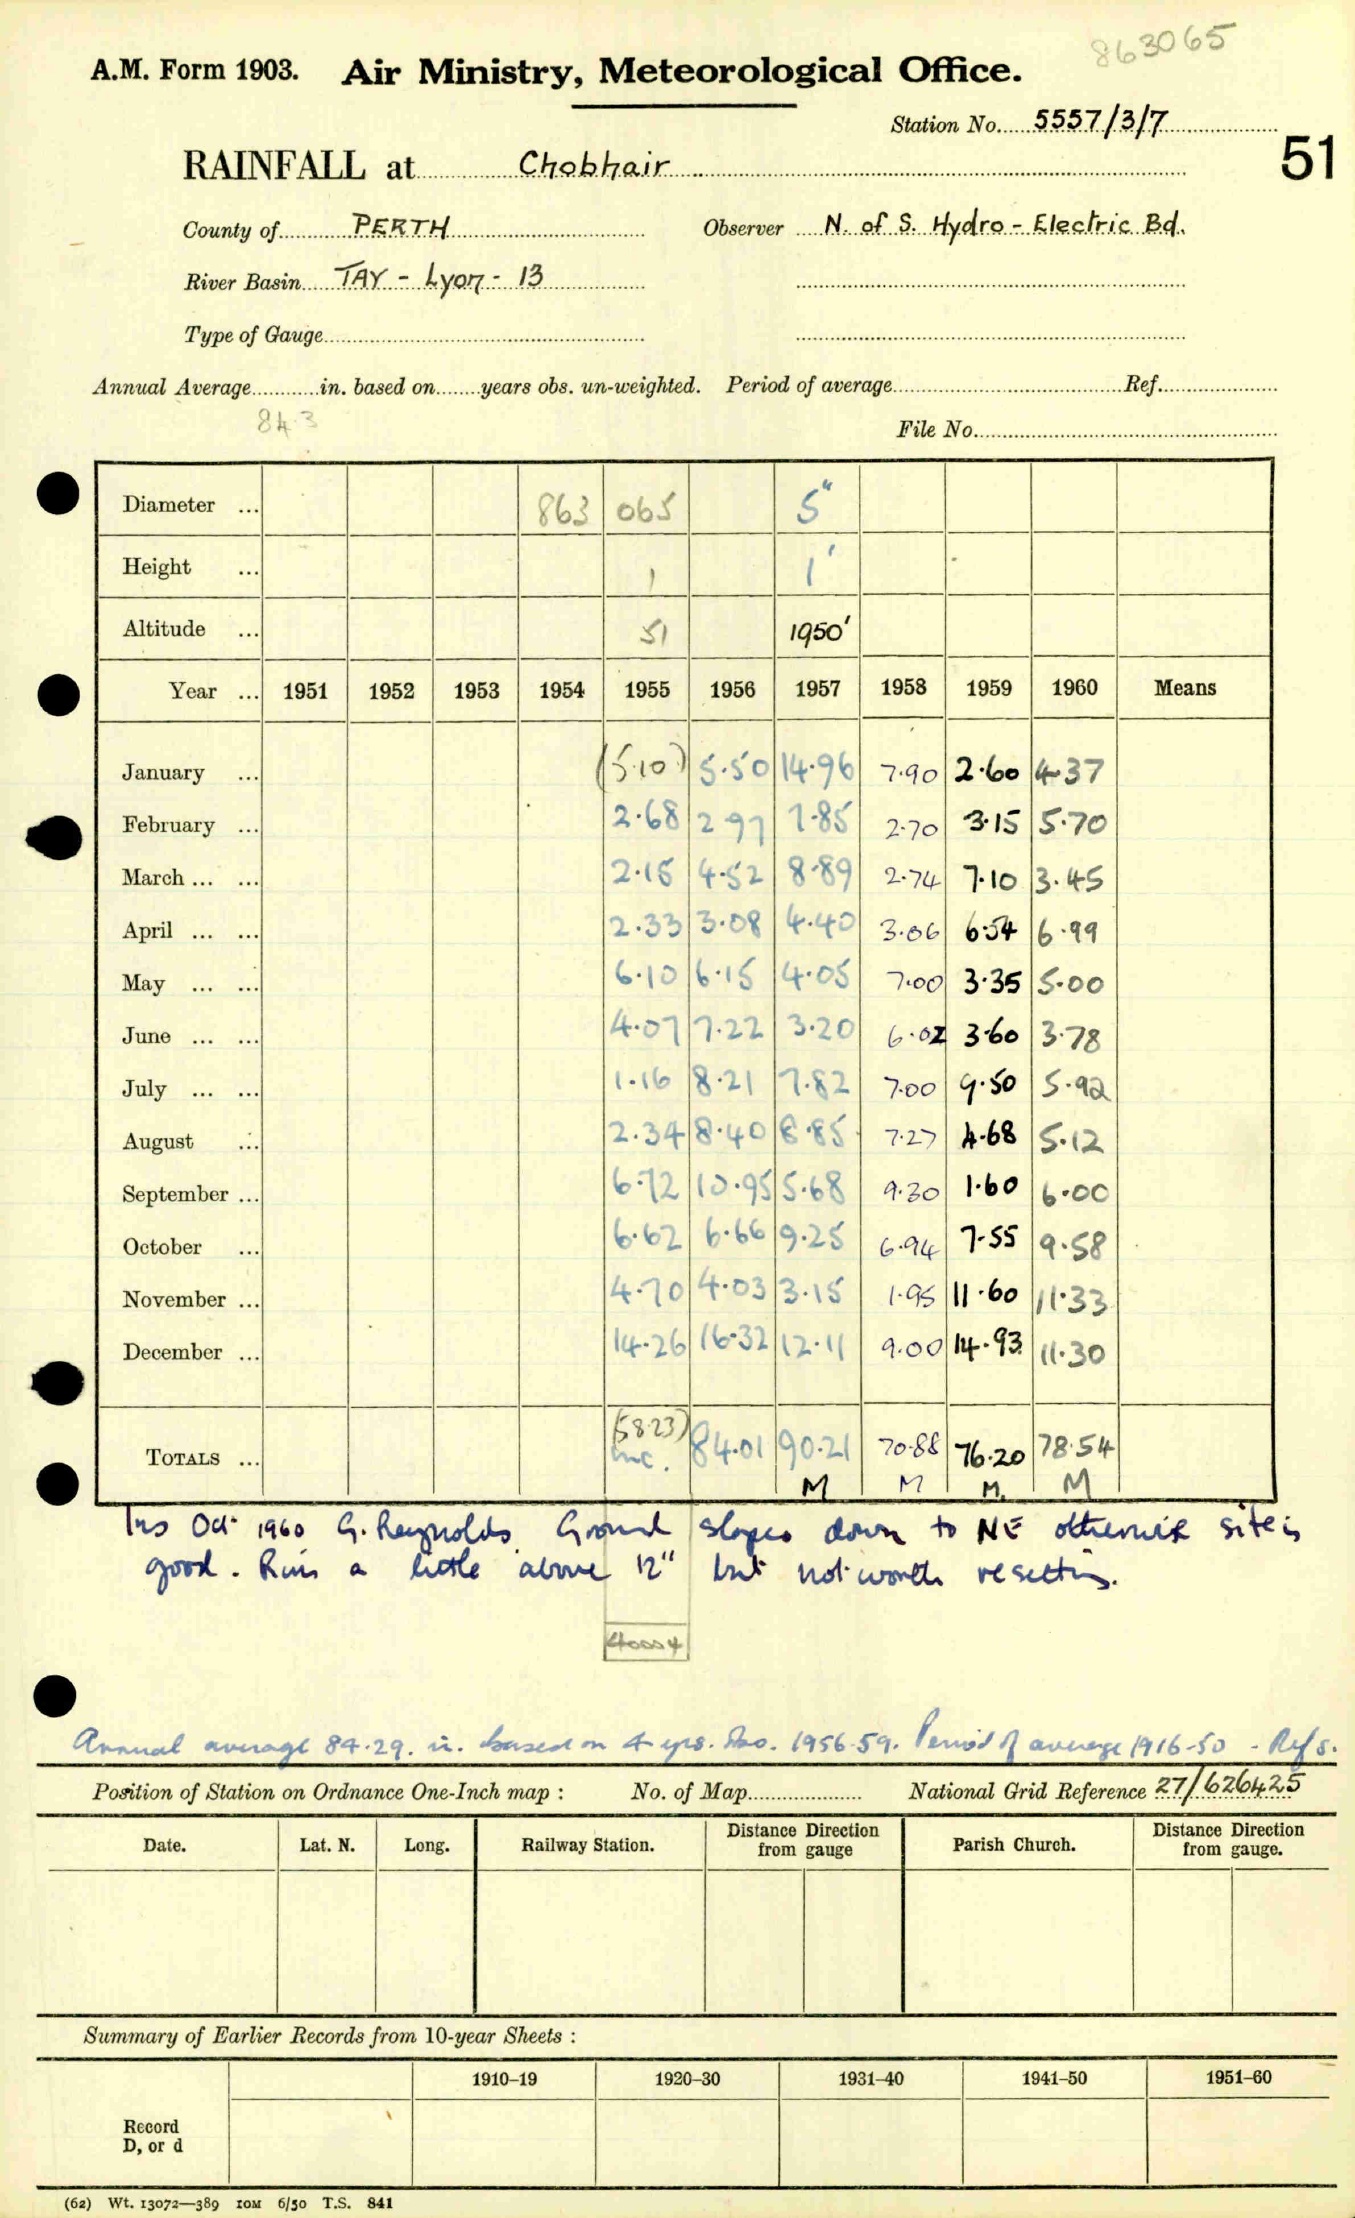 863065
A.M. Form 1903. Air Ministry, Meteorological Office.
Station No. 5557/3/7
51
RAINFALL at Chobhair
County of PERTH Observer N. of S. Hydro-Electric Bd.
River Basin TAY - Lyon - 13
Type of Gauge
Annual Average in. based on years obs. un-weighted. Period of average Ref.
84.3
File No.
Diameter ... 863 065 5"
Height ... 1 1'
Altitude ... 51 1950'
Year ... 1951 1952 1953 1954 1955 1956 1957 1958 1959 1960 Means
January ... (5.10) 5.50 14.96 7.90 2.60 4.37
February ... 2.68 2.97 7.85 2.70 3.15 5.70
March ... ... 2.15 4.52 8.89 2.74 7.10 3.45
April ... ... 2.33 3.08 4.40 3.06 6.54 6.99
May ... ... 6.10 6.15 4.05 7.00 3.35 5.00
June ... ... 4.07 7.22 3.20 6.02 3.60 3.78
July ... ... 1.16 8.21 7.82 7.00 9.50 5.92
August ... 2.34 8.40 8.85 7.27 4.68 5.12
September ... 6.72 10.95 5.68 9.30 1.60 6.00
October ... 6.62 6.66 9.25 6.94 7.55 9.58
November ... 4.70 4.03 3.15 1.95 11.60 11.33
December ... 14.26 16.32 12.11 9.00 14.93 11.30
(58.23)
TOTALS ... inc. 84.01 90.21 70.88 76.20 78.54
M M M. M
Ins Oct 1960 G. Reynolds Ground slopes down to NE otherwise site is
good. Rim a little above 12" but not worth resetting.
40004
Annual average 84.29. in. based on 4 yrs. obs. 1956-59. Period of average 1916-50 - Ref s.
Position of Station on Ordnance One-Inch map : No. of Map National Grid Reference 27/626425
Date. Lat. N. Long. Railway Station. Distance from Direction gauge Parish Church. Distance from Direction gauge.
Summary of Earlier Records from 10-year Sheets :
1910–19 1920–30 1931–40 1941–50 1951–60
Record
D, or d
(62) Wt. 13072—389 10M 6/50 T.S. 841